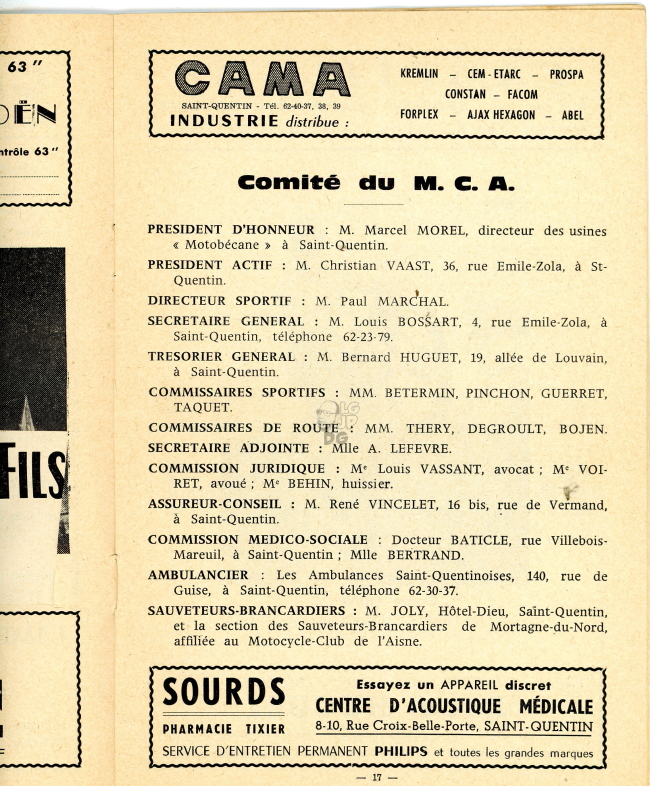 63"
ËN
ntrôle 63"
FILS
CAMA
SAINT-QUENTIN - Tél. 62-40-37, 38, 39
INDUSTRIE distribue :
KREMLIN – CEM-ETARC – PROSPA
CONSTAN – FACOM
FORPLEX – AJAX HEXAGON – ABEL
Comité du M. C. A.
PRESIDENT D'HONNEUR : M. Marcel MOREL, directeur des usines
« Motobécane » à Saint-Quentin.
PRESIDENT ACTIF : M. Christian VAAST, 36, rue Emile-Zola, à St-
Quentin.
DIRECTEUR SPORTIF : M. Paul MARCHAL.
SECRETAIRE GENERAL : M. Louis BOSSART, 4, rue Emile-Zola, à
Saint-Quentin, téléphone 62-23-79.
TRESORIER GENERAL : M. Bernard HUGUET, 19, allée de Louvain,
à Saint-Quentin.
COMMISSAIRES SPORTIFS : MM. BETERMIN, PINCHON, GUERRET,
TAQUET.
COMMISSAIRES DE ROUTE : MM. THERY, DEGROULT, BOJEN.
SECRETAIRE ADJOINTE : Mlle A. LEFEVRE.
COMMISSION JURIDIQUE : Me Louis VASSANT, avocat ; Me VOI-
RET, avoué ; Me BEHIN, huissier.
ASSUREUR-CONSEIL : M. René VINCELET, 16 bis, rue de Vermand,
à Saint-Quentin.
COMMISSION MEDICO-SOCIALE : Docteur BATICLE, rue Villebois-
Mareuil, à Saint-Quentin ; Mlle BERTRAND.
AMBULANCIER : Les Ambulances Saint-Quentinoises, 140, rue de
Guise, à Saint-Quentin, téléphone 62-30-37.
SAUVETEURS-BRANCARDIERS : M. JOLY, Hôtel-Dieu, Saint-Quentin,
et la section des Sauveteurs-Brancardiers de Mortagne-du-Nord,
affiliée au Motocycle-Club de l'Aisne.
SOURDS
PHARMACIE TIXIER
Essayez un APPAREIL discret
CENTRE D'ACOUSTIQUE MÉDICALE
8-10, Rue Croix-Belle-Porte, SAINT-QUENTIN
SERVICE D'ENTRETIEN PERMANENT PHILIPS et toutes les grandes marques
— 17 —